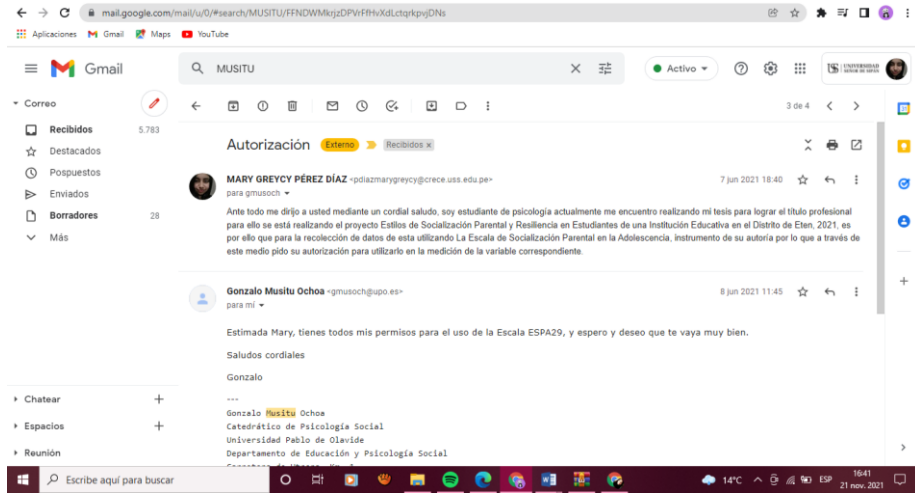 mail.google.com/mail/u/0/#search/MUSITU/FFNDWMkrjzDPVrFfHvXdLctqrkpvjDNs
Aplicaciones Gmail Maps YouTube
Gmail
MUSITU
Activo
UNIVERSIDAD
SEÑOR DE SIPÁN
Correo
3 de 4
Recibidos 5.783
Destacados
Pospuestos
Enviados
Borradores 28
Más
Autorización Externo Recibidos x
MARY GREYCY PÉREZ DÍAZ <pdiazmarygreycy@crece.uss.edu.pe> 7 jun 2021 18:40
para gmusoch
Ante todo me dirijo a usted mediante un cordial saludo, soy estudiante de psicología actualmente me encuentro realizando mi tesis para lograr el título profesional
para ello se está realizando el proyecto Estilos de Socialización Parental y Resiliencia en Estudiantes de una Institución Educativa en el Distrito de Eten, 2021, es
por ello que para la recolección de datos de esta utilizando La Escala de Socialización Parental en la Adolescencia, instrumento de su autoría por lo que a través de
este medio pido su autorización para utilizarlo en la medición de la variable correspondiente.
Gonzalo Musitu Ochoa <gmusoch@upo.es> 8 jun 2021 11:45
para mí
Estimada Mary, tienes todos mis permisos para el uso de la Escala ESPA29, y espero y deseo que te vaya muy bien.
Saludos cordiales
Gonzalo
---
Gonzalo Musitu Ochoa
Catedrático de Psicología Social
Universidad Pablo de Olavide
Departamento de Educación y Psicología Social
Chatear
Espacios
Reunión
Escribe aquí para buscar
14°C ESP 16:41
21 nov. 2021